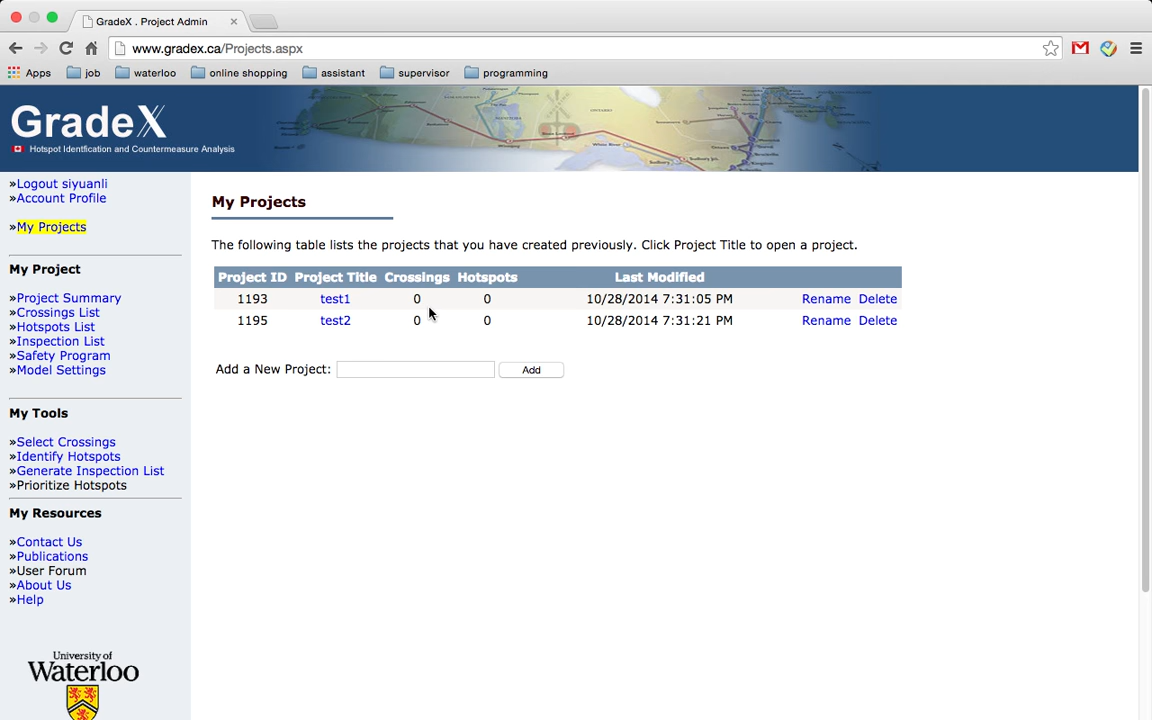 GradeX . Project Admin
www.gradex.ca/Projects.aspx
Apps job waterloo online shopping assistant supervisor programming
GradeX
Hotspot Identfication and Countermeasure Analysis
»Logout siyuanli
»Account Profile
»My Projects
My Project
»Project Summary
»Crossings List
»Hotspots List
»Inspection List
»Safety Program
»Model Settings
My Tools
»Select Crossings
»Identify Hotspots
»Generate Inspection List
»Prioritize Hotspots
My Resources
»Contact Us
»Publications
»User Forum
»About Us
»Help
University of
Waterloo
My Projects
The following table lists the projects that you have created previously. Click Project Title to open a project.
Project ID Project Title Crossings Hotspots Last Modified
1193 test1 0 0 10/28/2014 7:31:05 PM Rename Delete
1195 test2 0 0 10/28/2014 7:31:21 PM Rename Delete
Add a New Project: Add